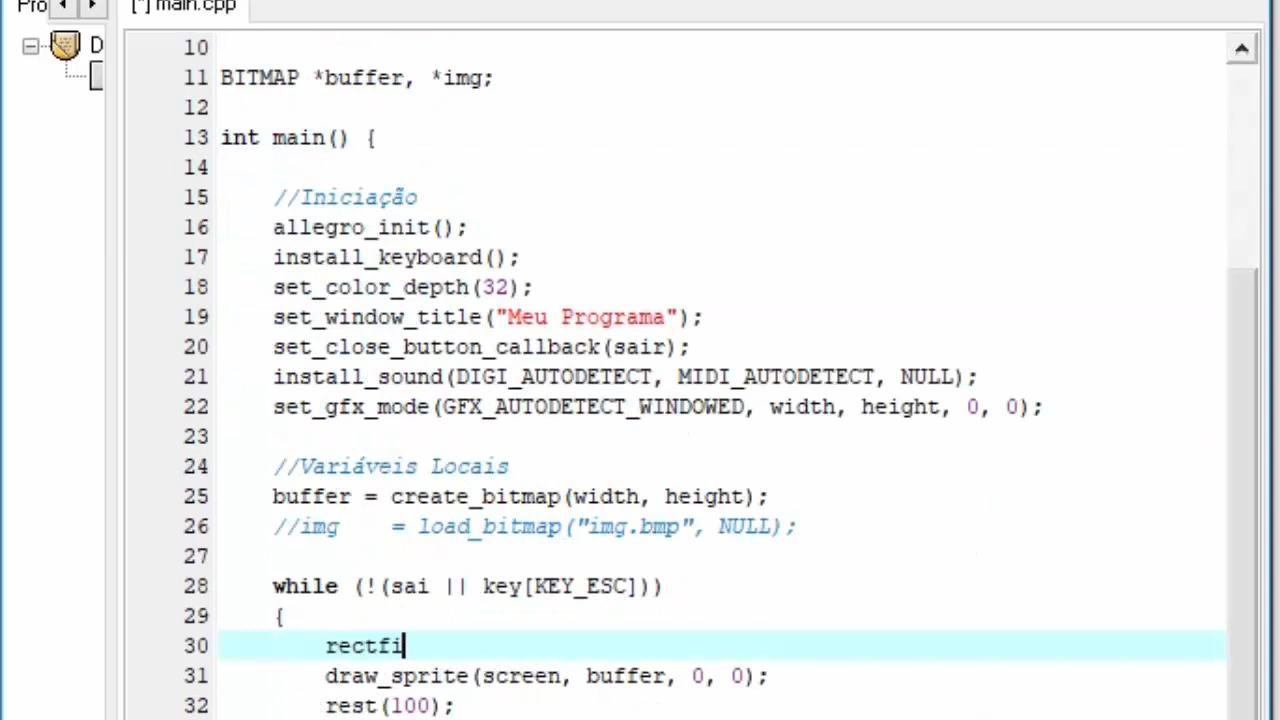 Pro
[*] main.cpp
D
10
11 BITMAP *buffer, *img;
12
13 int main() {
14
15 //Iniciação
16 allegro_init();
17 install_keyboard();
18 set_color_depth(32);
19 set_window_title("Meu Programa");
20 set_close_button_callback(sair);
21 install_sound(DIGI_AUTODETECT, MIDI_AUTODETECT, NULL);
22 set_gfx_mode(GFX_AUTODETECT_WINDOWED, width, height, 0, 0);
23
24 //Variáveis Locais
25 buffer = create_bitmap(width, height);
26 //img    = load_bitmap("img.bmp", NULL);
27
28 while (!(sai || key[KEY_ESC]))
29 {
30 rectfi
31 draw_sprite(screen, buffer, 0, 0);
32 rest(100);